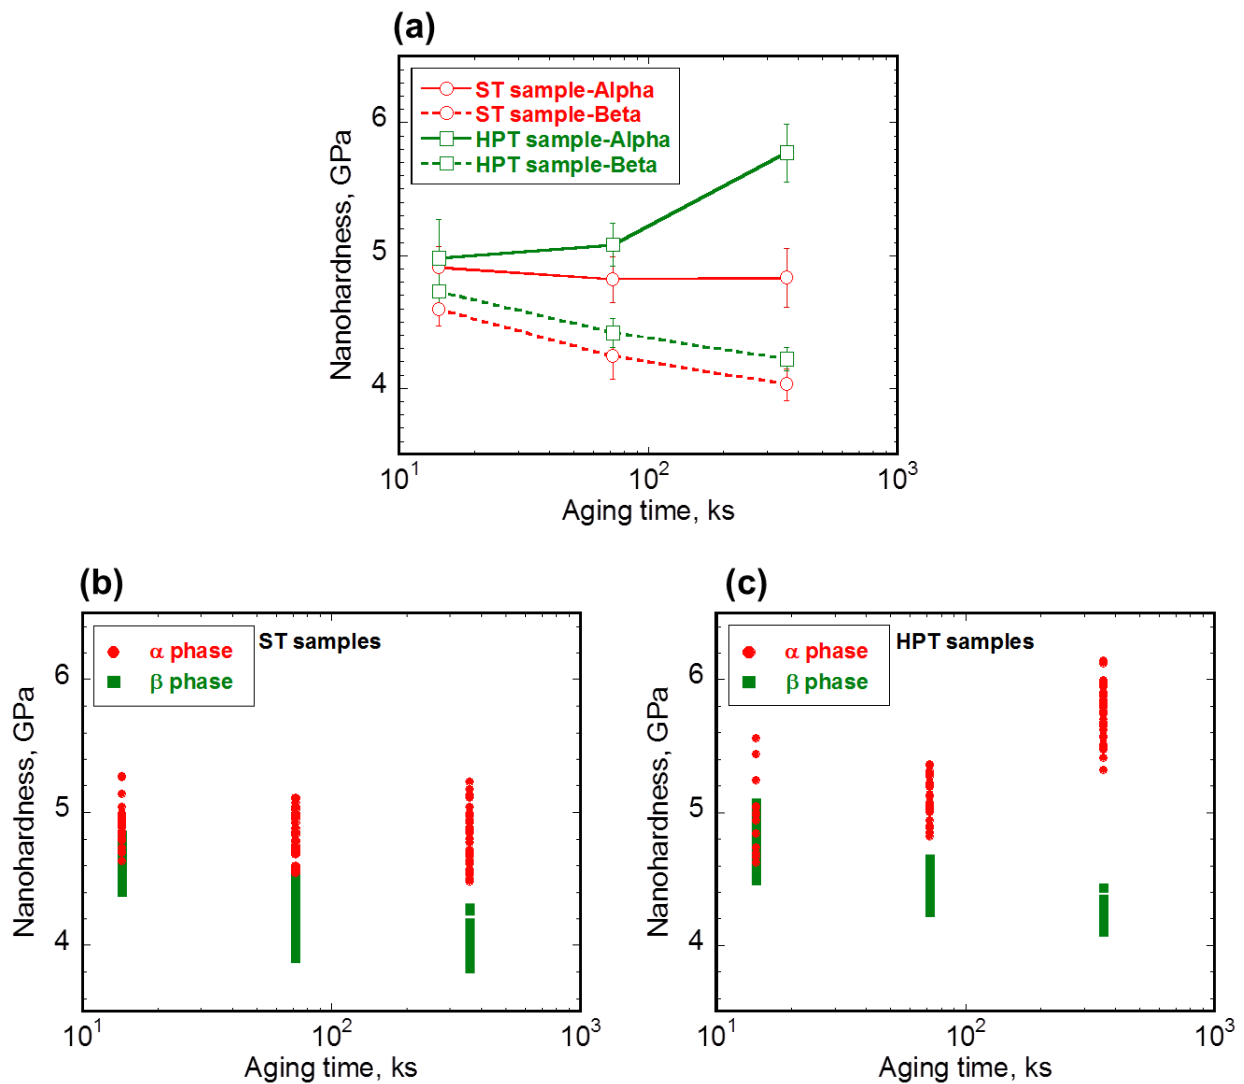 (a)
ST sample-Alpha
ST sample-Beta
HPT sample-Alpha
HPT sample-Beta
6
5
4
Nanohardness, GPa
10¹ 10² 10³
Aging time, ks
(b)
α phase
β phase
ST samples
6
5
4
Nanohardness, GPa
10¹ 10² 10³
Aging time, ks
(c)
α phase
β phase
HPT samples
6
5
4
Nanohardness, GPa
10¹ 10² 10³
Aging time, ks